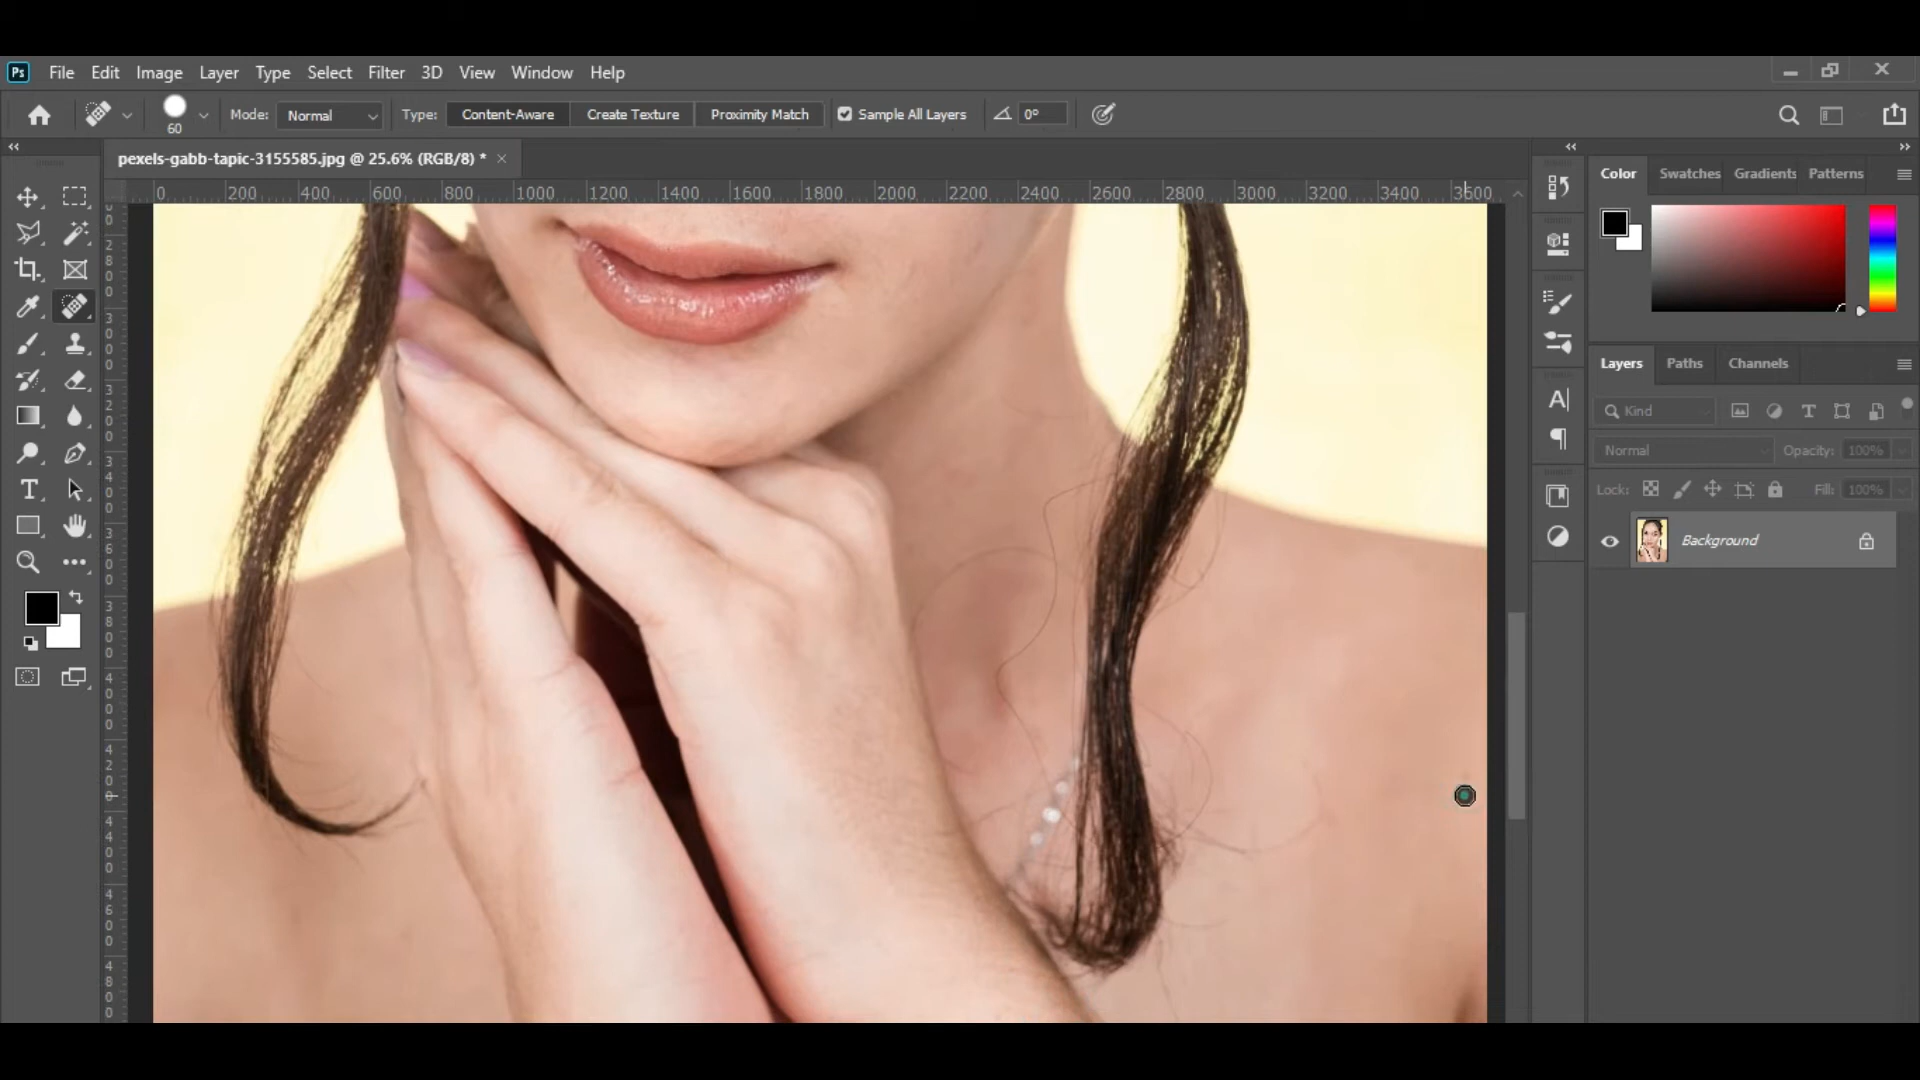 Ps File Edit Image Layer Type Select Filter 3D View Window Help
60 Mode: Normal Type: Content-Aware Create Texture Proximity Match Sample All Layers 0°
pexels-gabb-tapic-3155585.jpg @ 25.6% (RGB/8) * ×
0 200 400 600 800 1000 1200 1400 1600 1800 2000 2200 2400 2600 2800 3000 3200 3400 3600
Color Swatches Gradients Patterns
Layers Paths Channels
Kind
Normal Opacity: 100%
Lock: Fill: 100%
Background